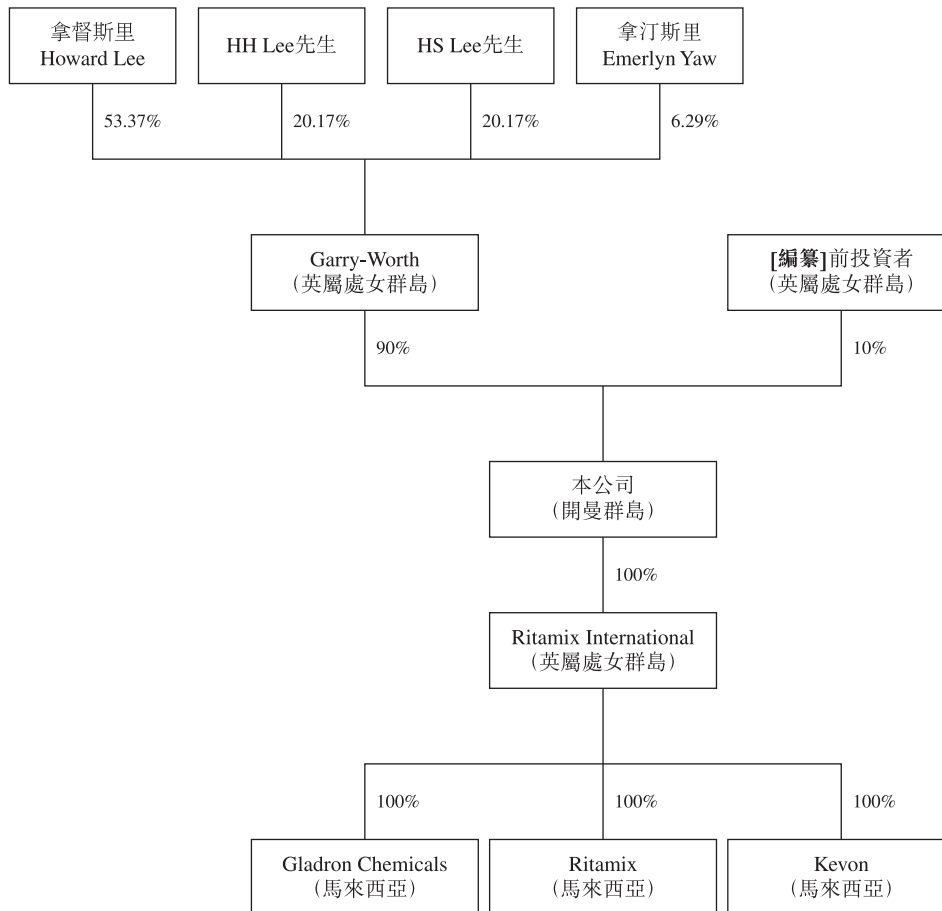 拿督斯里
Howard Lee
HH Lee先生
HS Lee先生
拿汀斯里
Emerlyn Yaw
53.37%
20.17%
20.17%
6.29%
Garry-Worth
（英屬處女群島）
[編纂]前投資者
（英屬處女群島）
90%
10%
本公司
（開曼群島）
100%
Ritamix International
（英屬處女群島）
100%
100%
100%
Gladron Chemicals
（馬來西亞）
Ritamix
（馬來西亞）
Kevon
（馬來西亞）